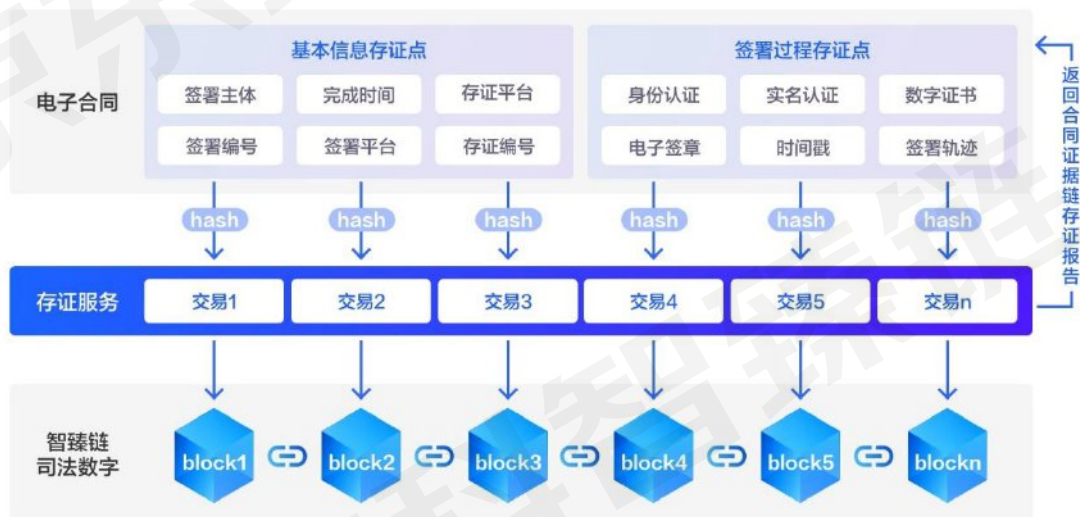 基本信息存证点
签署过程存证点
电子合同
签署主体
完成时间
存证平台
身份认证
实名认证
数字证书
签署编号
签署平台
存证编号
电子签章
时间戳
签署轨迹
返回合同证据链存证报告
hash
hash
hash
hash
hash
hash
存证服务
交易1
交易2
交易3
交易4
交易5
交易n
智臻链
司法数字
block1
block2
block3
block4
block5
blockn